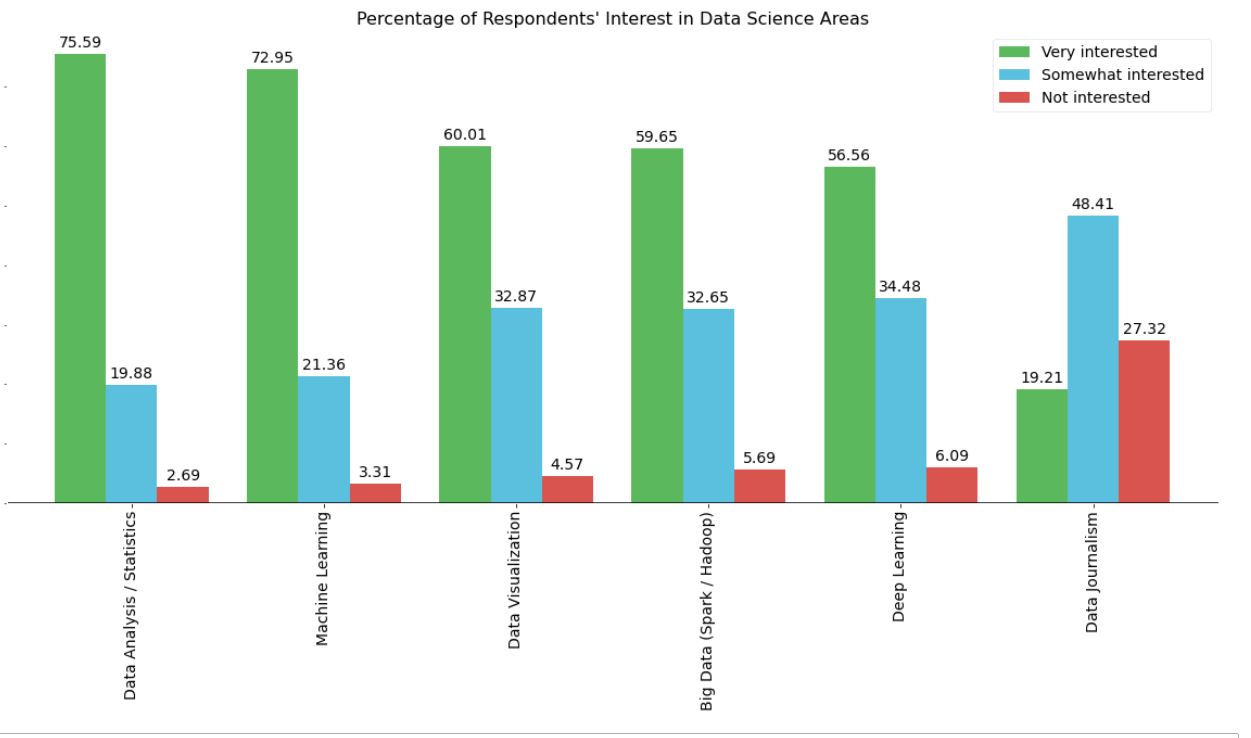 Percentage of Respondents' Interest in Data Science Areas
Very interested
Somewhat interested
Not interested
75.59
19.88
2.69
72.95
21.36
3.31
60.01
32.87
4.57
59.65
32.65
5.69
56.56
34.48
6.09
19.21
48.41
27.32
Data Analysis / Statistics
Machine Learning
Data Visualization
Big Data (Spark / Hadoop)
Deep Learning
Data Journalism